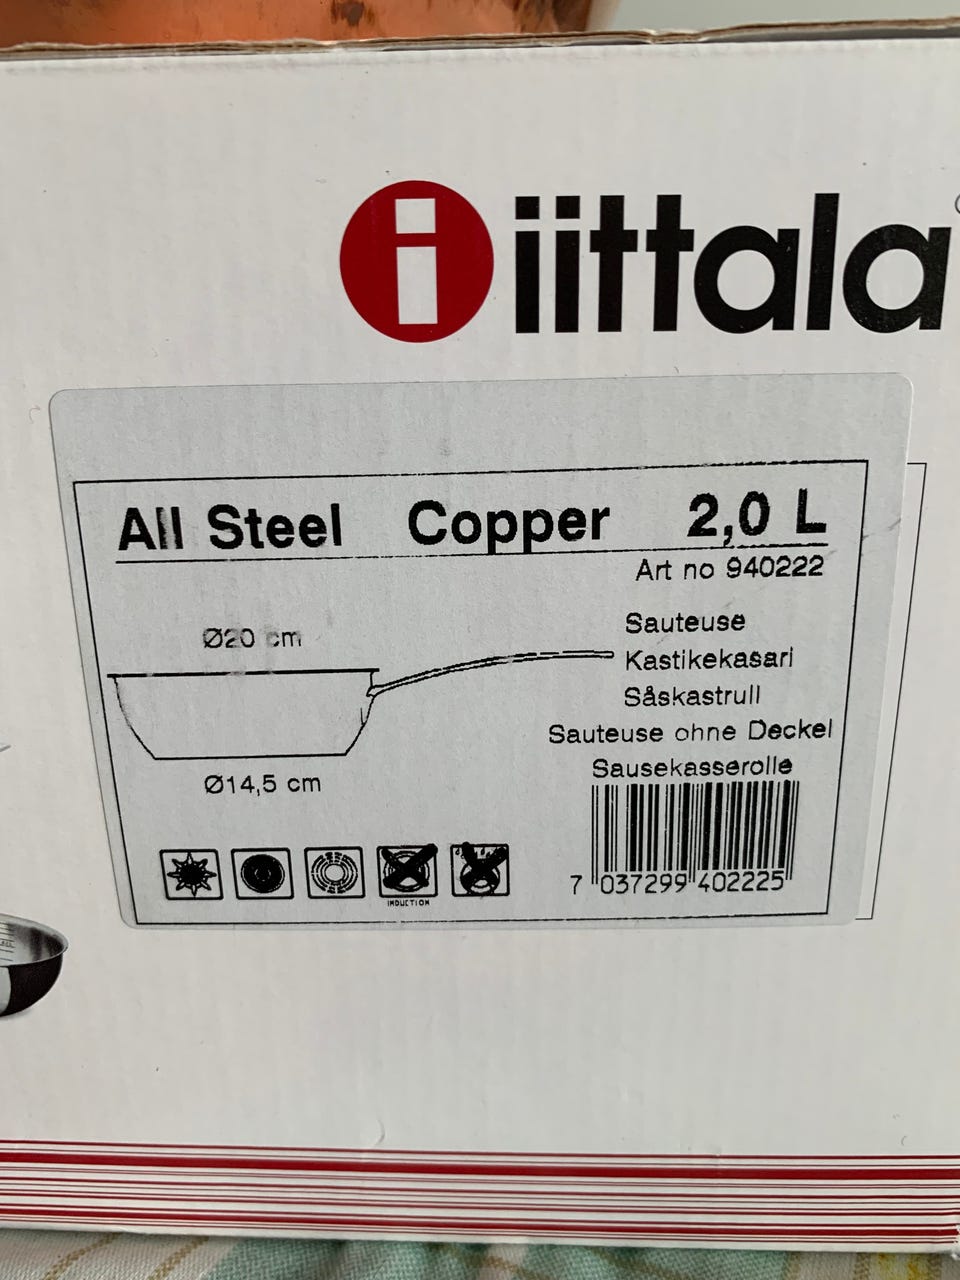 i iittala
All Steel Copper 2,0 L
Art no 940222
Ø20 cm
Sauteuse
Kastikekasari
Såskastrull
Sauteuse ohne Deckel
Sausekasserolle
Ø14,5 cm
INDUCTION
7 037299 402225